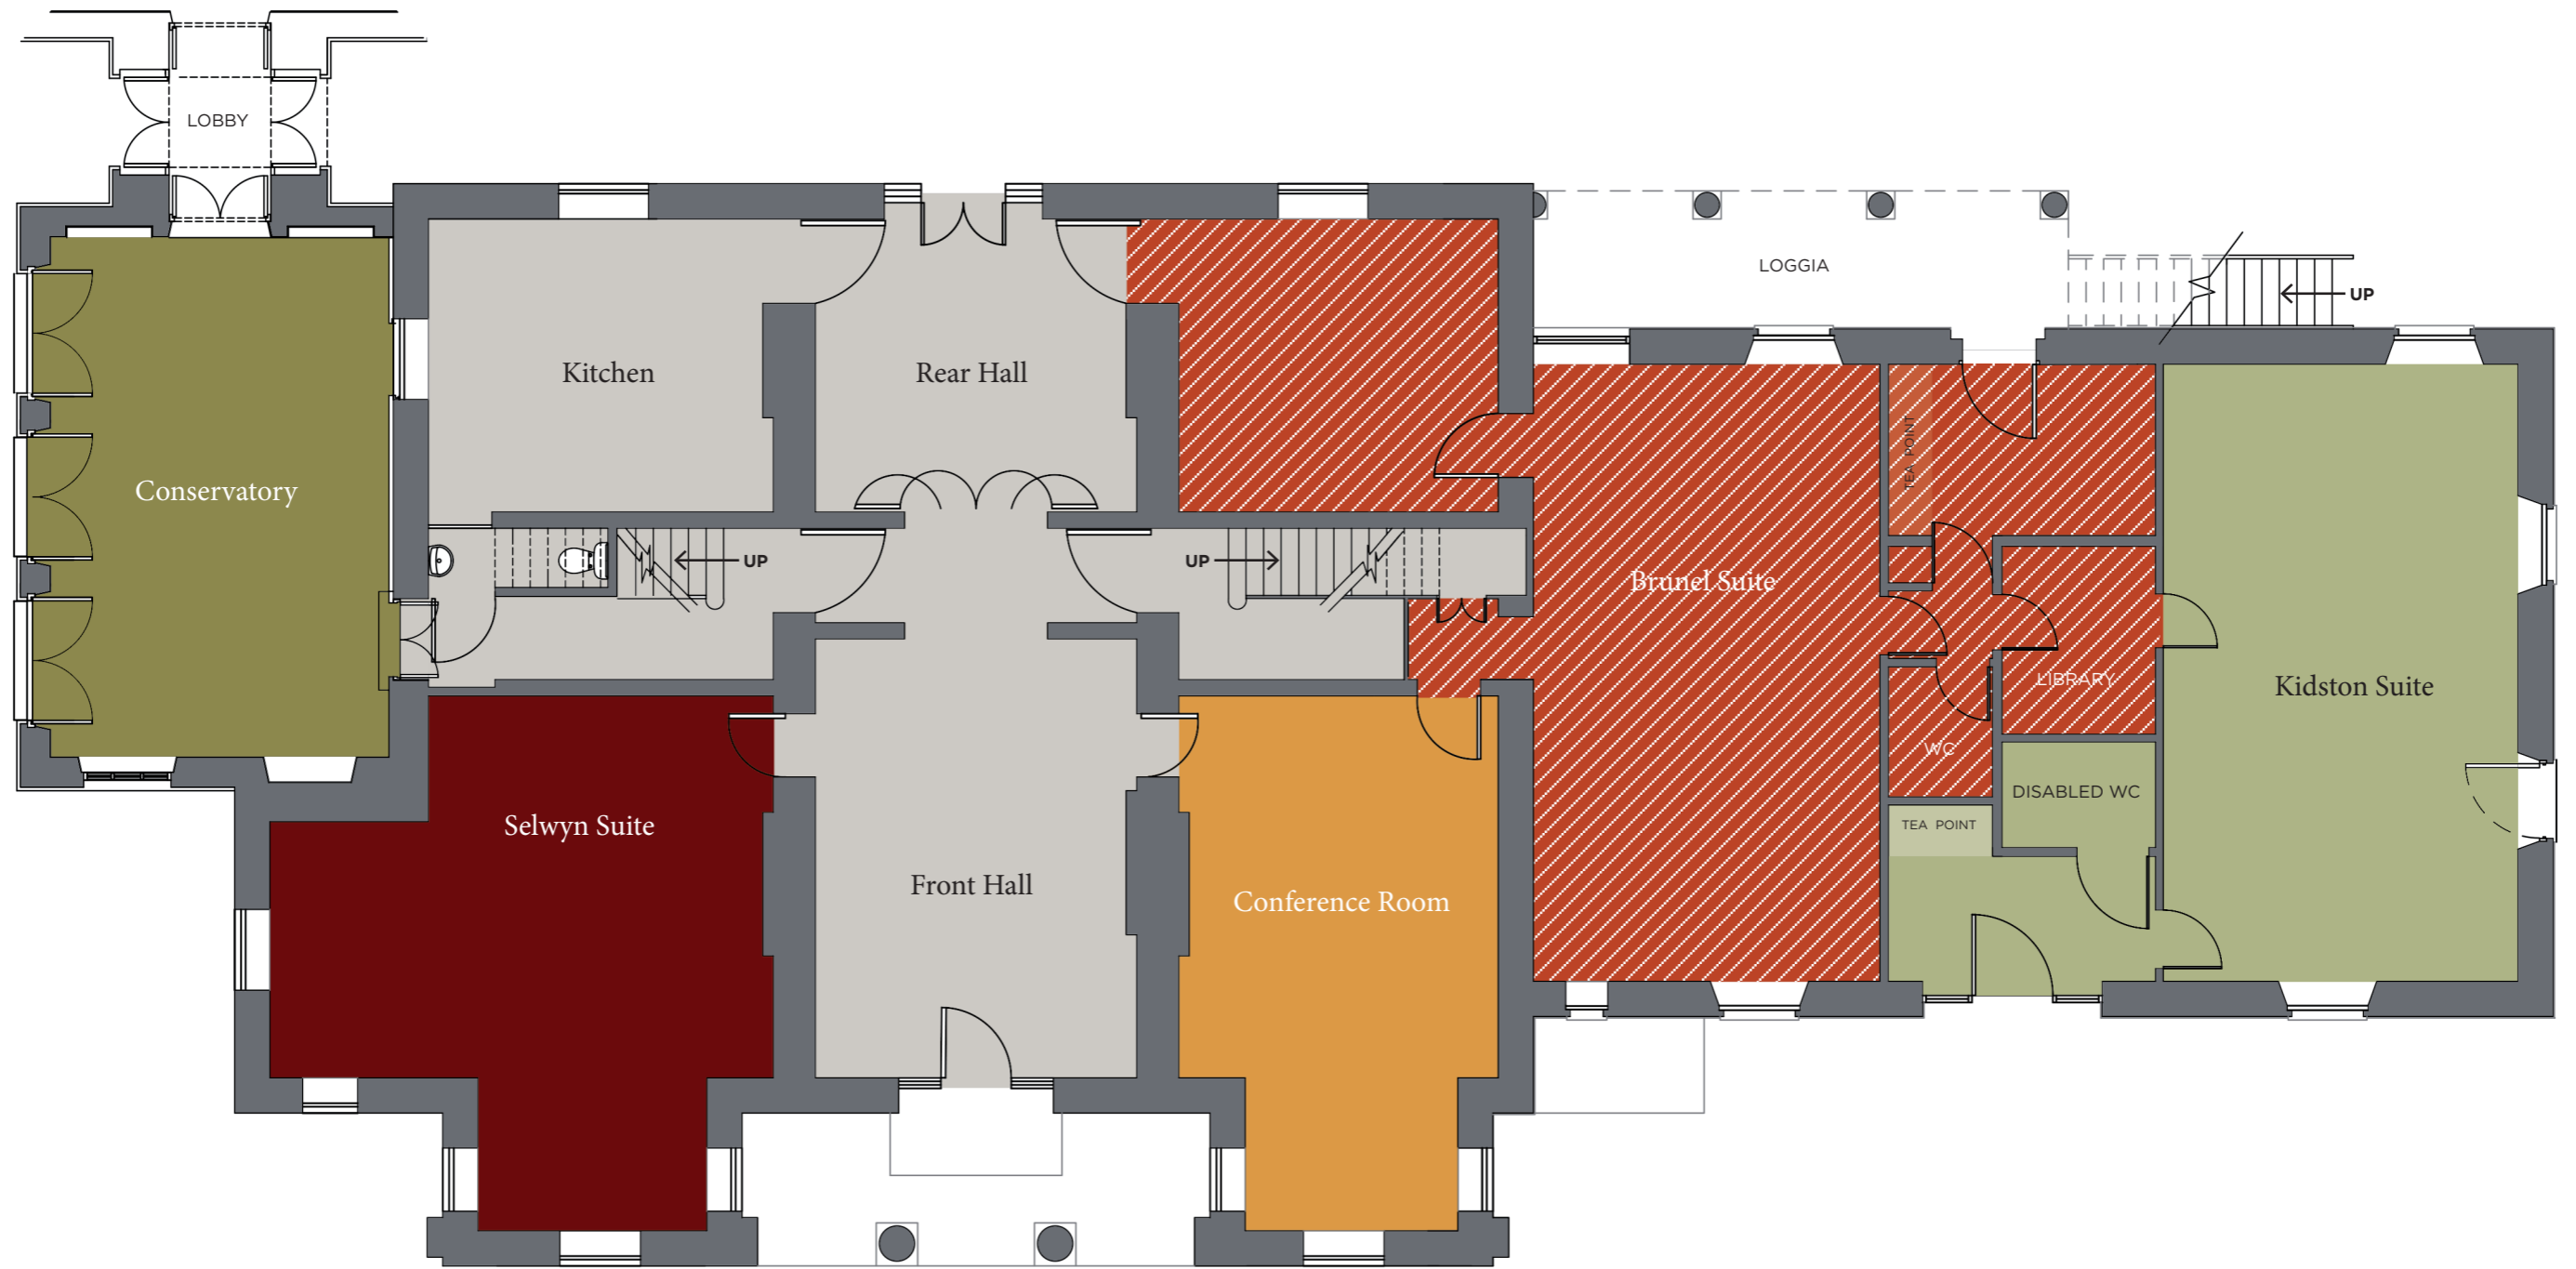 LOBBY
LOGGIA
UP
Kitchen
Rear Hall
TEA POINT
Conservatory
UP
UP
Brunel Suite
LIBRARY
Kidston Suite
WC
DISABLED WC
Selwyn Suite
TEA POINT
Front Hall
Conference Room